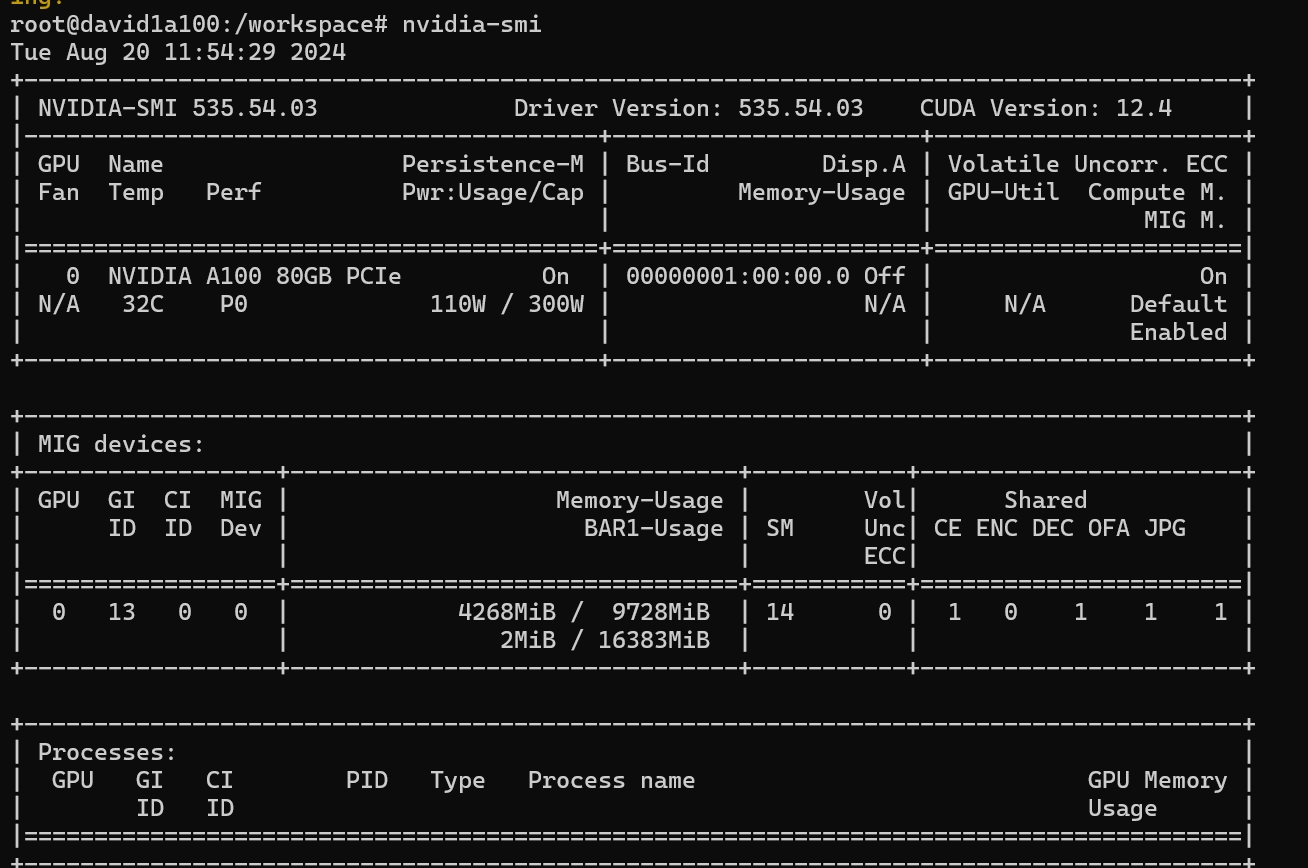 ing!
root@david1a100:/workspace# nvidia-smi
Tue Aug 20 11:54:29 2024
+---------------------------------------------------------------------------------------+
| NVIDIA-SMI 535.54.03              Driver Version: 535.54.03    CUDA Version: 12.4     |
|-----------------------------------------+----------------------+----------------------+
| GPU  Name                 Persistence-M | Bus-Id        Disp.A | Volatile Uncorr. ECC |
| Fan  Temp   Perf          Pwr:Usage/Cap |         Memory-Usage | GPU-Util  Compute M. |
|                                         |                      |               MIG M. |
|=========================================+======================+======================|
|   0  NVIDIA A100 80GB PCIe          On  | 00000001:00:00.0 Off |                   On |
| N/A   32C    P0             110W / 300W |                  N/A |     N/A      Default |
|                                         |                      |              Enabled |
+-----------------------------------------+----------------------+----------------------+
+---------------------------------------------------------------------------------------+
| MIG devices:                                                                          |
+------------------+--------------------------------+-----------+-----------------------+
| GPU  GI  CI  MIG |                   Memory-Usage |        Vol|      Shared           |
|      ID  ID  Dev |                     BAR1-Usage | SM     Unc| CE ENC DEC OFA JPG    |
|                  |                                |        ECC|                       |
|==================+================================+===========+=======================|
|  0   13   0   0  |            4268MiB /  9728MiB  | 14      0 |  1   0    1    1    1 |
|                  |               2MiB / 16383MiB  |           |                       |
+------------------+--------------------------------+-----------+-----------------------+
+---------------------------------------------------------------------------------------+
| Processes:                                                                            |
|  GPU   GI   CI        PID   Type   Process name                            GPU Memory |
|        ID   ID                                                             Usage      |
|=======================================================================================|
+---------------------------------------------------------------------------------------+